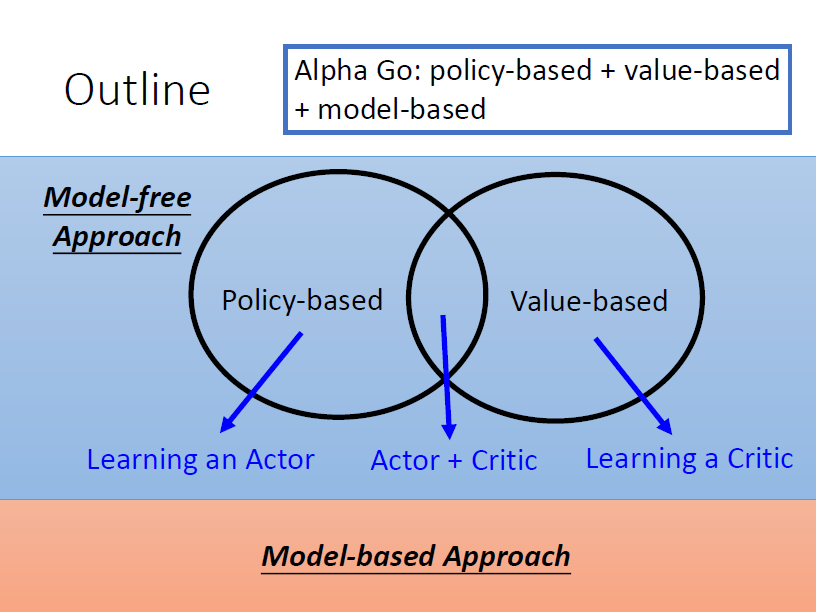 Outline
Alpha Go: policy-based + value-based
+ model-based
Model-free
Approach
Policy-based
Value-based
Learning an Actor
Actor + Critic
Learning a Critic
Model-based Approach